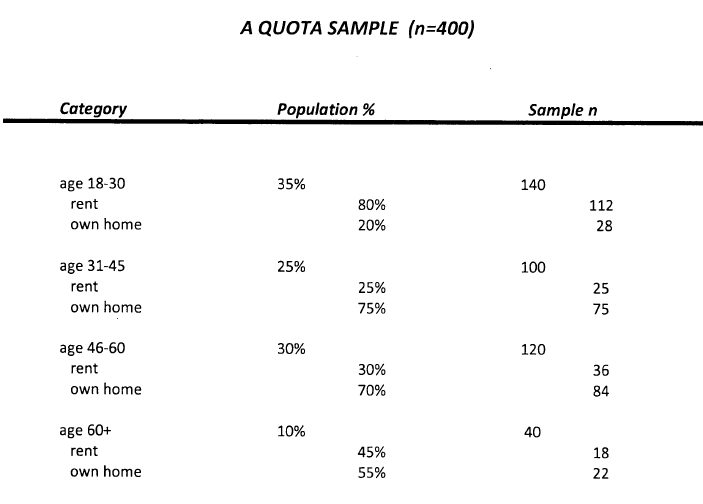 A QUOTA SAMPLE (n=400)
Category Population % Sample n
age 18-30 35% 140
rent 80% 112
own home 20% 28
age 31-45 25% 100
rent 25% 25
own home 75% 75
age 46-60 30% 120
rent 30% 36
own home 70% 84
age 60+ 10% 40
rent 45% 18
own home 55% 22